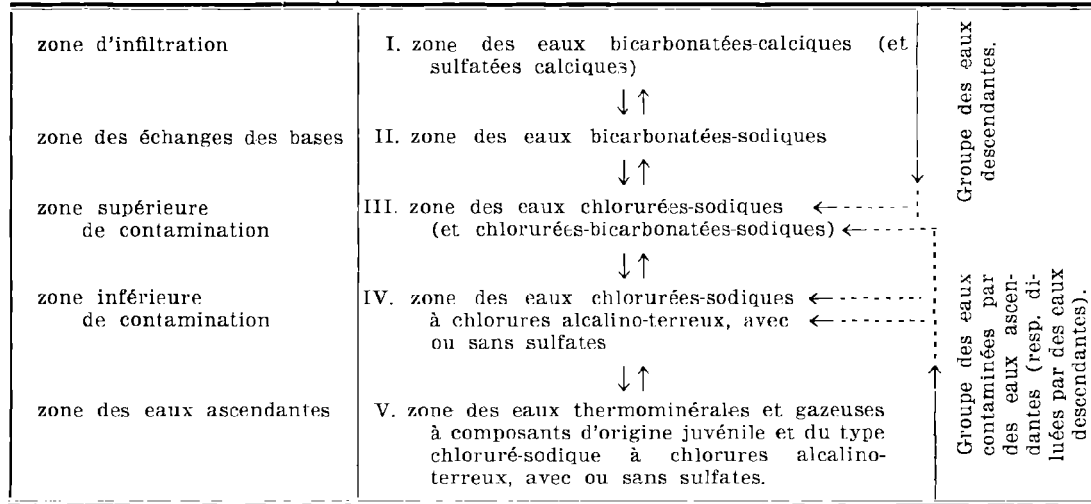 zone d'infiltration
I. zone des eaux bicarbonatées-calciques (et
sulfatées calciques)
↓↑
zone des échanges des bases
II. zone des eaux bicarbonatées-sodiques
↓↑
zone supérieure
de contamination
III. zone des eaux chlorurées-sodiques
(et chlorurées-bicarbonatées-sodiques)
↓↑
zone inférieure
de contamination
IV. zone des eaux chlorurées-sodiques
à chlorures alcalino-terreux, avec
ou sans sulfates
↓↑
zone des eaux ascendantes
V. zone des eaux thermominérales et gazeuses
à composants d'origine juvénile et du type
chloruré-sodique à chlorures alcalino-
terreux, avec ou sans sulfates.
Groupe des eaux
descendantes.
Groupe des eaux
contaminées par
des eaux ascen-
dantes (resp. di-
luées par des eaux
descendantes).